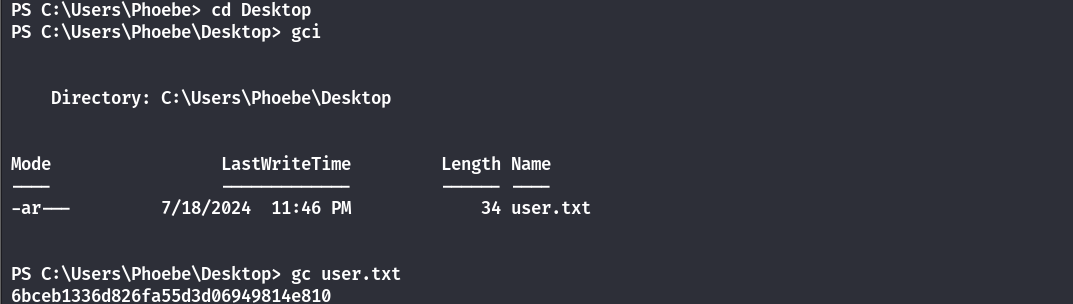 PS C:\Users\Phoebe> cd Desktop
PS C:\Users\Phoebe\Desktop> gci
Directory: C:\Users\Phoebe\Desktop
Mode LastWriteTime Length Name
---- ------------- ------ ----
-ar--- 7/18/2024 11:46 PM 34 user.txt
PS C:\Users\Phoebe\Desktop> gc user.txt
6bceb1336d826fa55d3d06949814e810